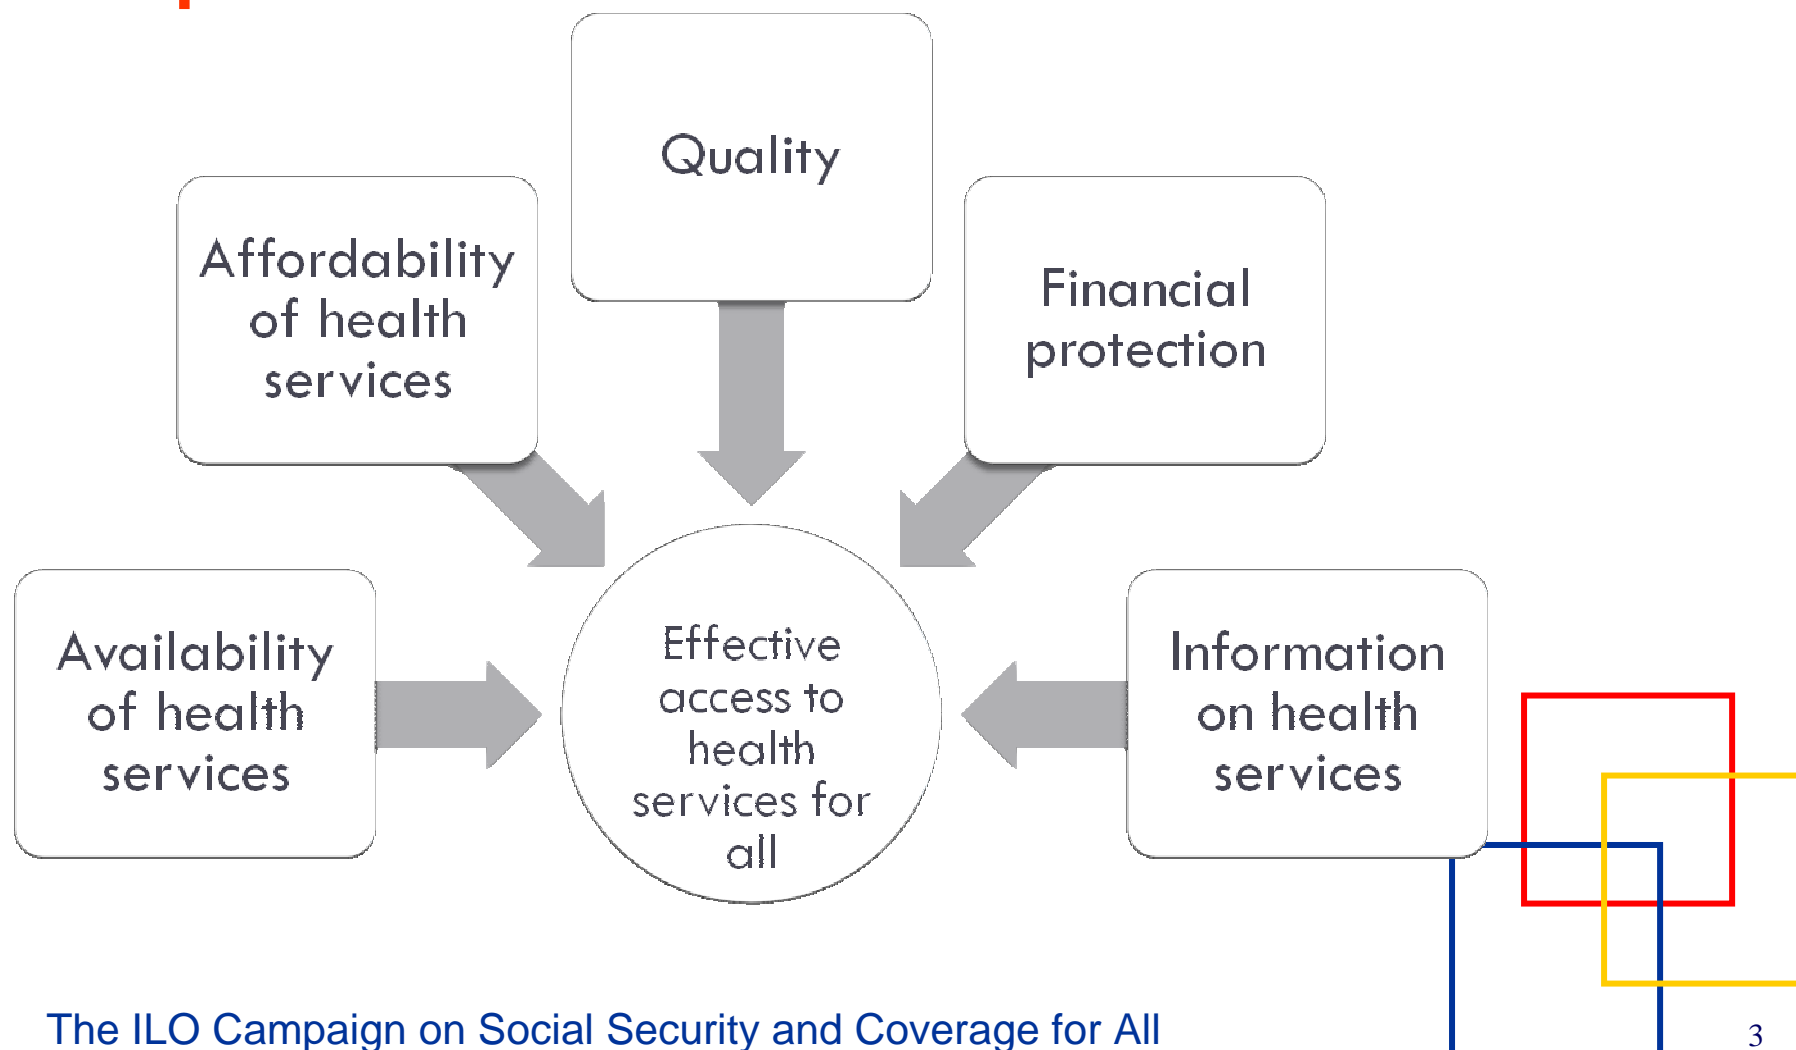 Quality
Affordability
of health
services
Financial
protection
Availability
of health
services
Effective
access to
health
services for
all
Information
on health
services
The ILO Campaign on Social Security and Coverage for All
3